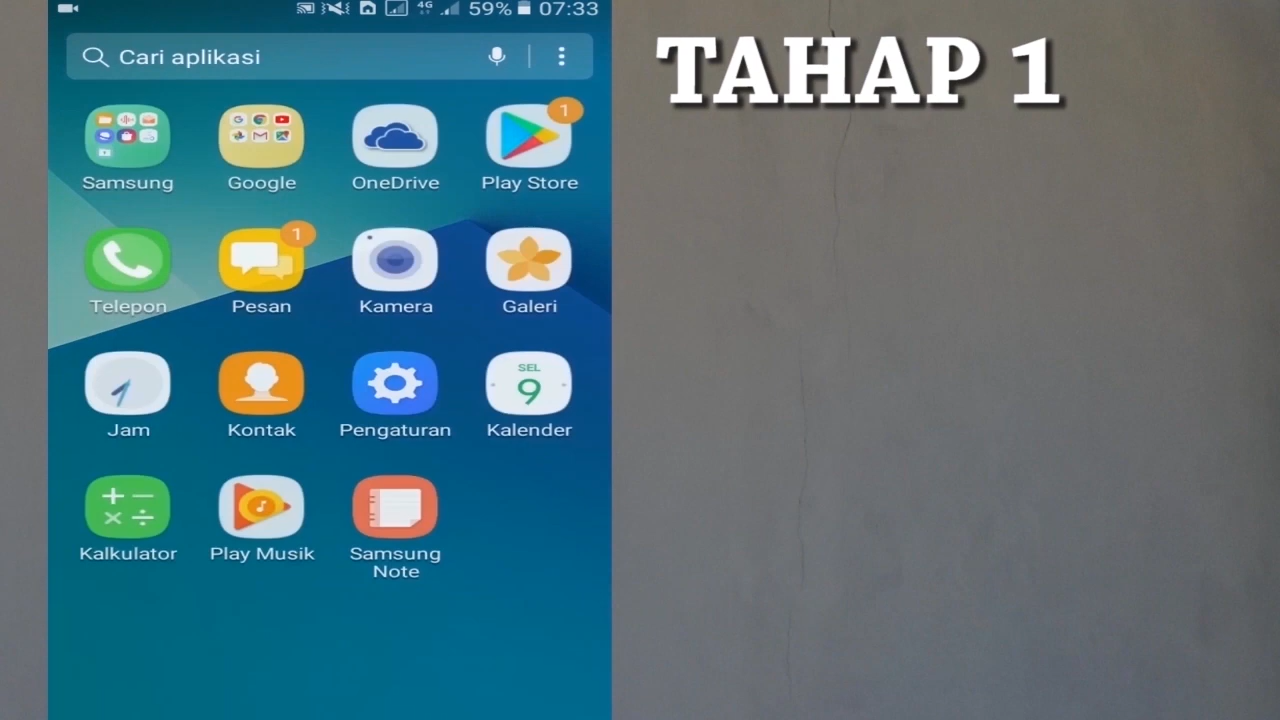 4G 59% 07:33
Cari aplikasi
TAHAP 1
1
Samsung Google OneDrive Play Store
1
Telepon Pesan Kamera Galeri
SEL
9
Jam Kontak Pengaturan Kalender
Kalkulator Play Musik Samsung
Note